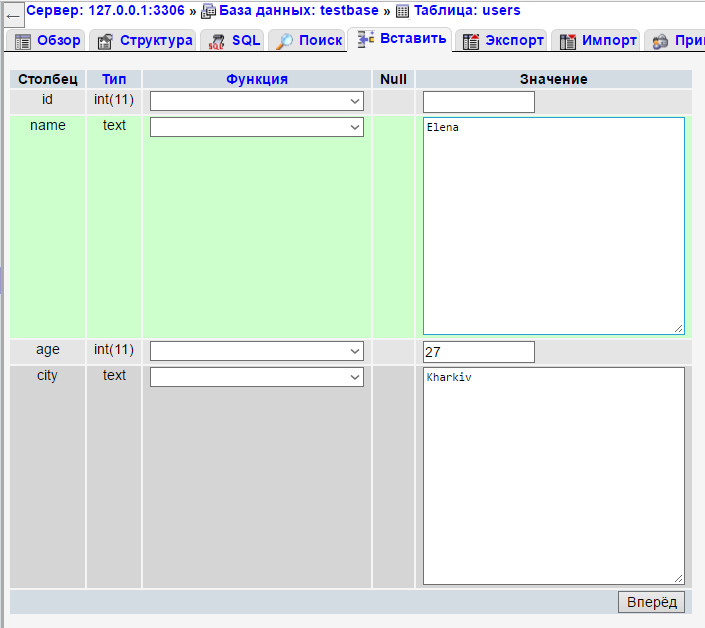 ← Сервер: 127.0.0.1:3306 » База данных: testbase » Таблица: users
Обзор Структура SQL Поиск Вставить Экспорт Импорт
Столбец Тип Функция Null Значение
id int(11)
name text Elena
age int(11) 27
city text Kharkiv
Вперёд